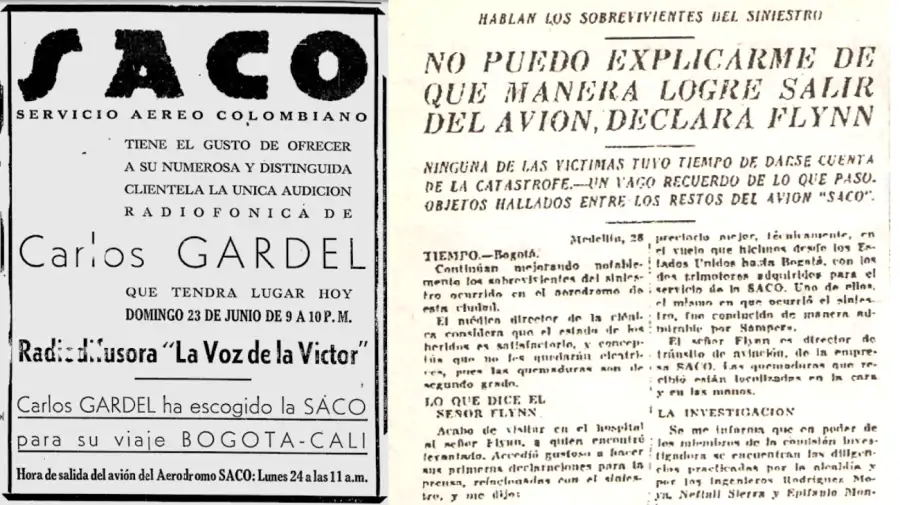 SACO
SERVICIO AEREO COLOMBIANO
TIENE EL GUSTO DE OFRECER
A SU NUMEROSA Y DISTINGUIDA
CLIENTELA LA UNICA AUDICION
RADIOFONICA DE
Carlos GARDEL
QUE TENDRA LUGAR HOY
DOMINGO 23 DE JUNIO DE 9 A 10 P. M.
Radiodifusora "La Voz de la Victor"
Carlos GARDEL ha escogido la SACO
para su viaje BOGOTA-CALI
Hora de salida del avión del Aerodromo SACO: Lunes 24 a las 11 a.m.
HABLAN LOS SOBREVIVIENTES DEL SINIESTRO
NO PUEDO EXPLICARME DE
QUE MANERA LOGRE SALIR
DEL AVION, DECLARA FLYNN
NINGUNA DE LAS VICTIMAS TUVO TIEMPO DE DARSE CUENTA
DE LA CATASTROFE.—UN VAGO RECUERDO DE LO QUE PASO.
OBJETOS HALLADOS ENTRE LOS RESTOS DEL AVION "SACO".
Medellín, 28
TIEMPO.—Bogotá.
Continúan mejorando notable-
mente los sobrevivientes del sinies-
tro ocurrido en el aerodromo de
esta ciudad.
El médico director de la clíni-
ca considera que el estado de los
heridos es satisfactorio, y concep-
túa que no les quedarán cicatri-
ces, pues las quemaduras son de
segundo grado.
LO QUE DICE EL
SEÑOR FLYNN
Acabo de visitar en el hospital
al señor Flynn, a quien encontré
levantado. Accedió gustoso a hacer
sus primeras declaraciones para la
prensa, relacionadas con el sinies-
tro, y me dijo:
preciarlo mejor, técnicamente, en
el vuelo que hicimos desde los Es-
tados Unidos hasta Bogotá, con los
dos trimotores adquiridos para el
servicio de la SACO. Uno de ellos,
el mismo en que ocurrió el sinies-
tro, fue conducido de manera ad-
mirable por Sampers.
El señor Flynn es director de
tránsito de aviación, de la empre-
sa SACO. Las quemaduras que re-
cibió están localizadas en la cara
y en las manos.
LA INVESTIGACION
Se me informa que en poder de
los miembros de la comisión inves-
tigadora se encuentran las diligen-
cias practicadas por la alcaldía y
por los ingenieros Rodríguez Mo-
ya, Neftalí Sierra y Epifanio Mon-